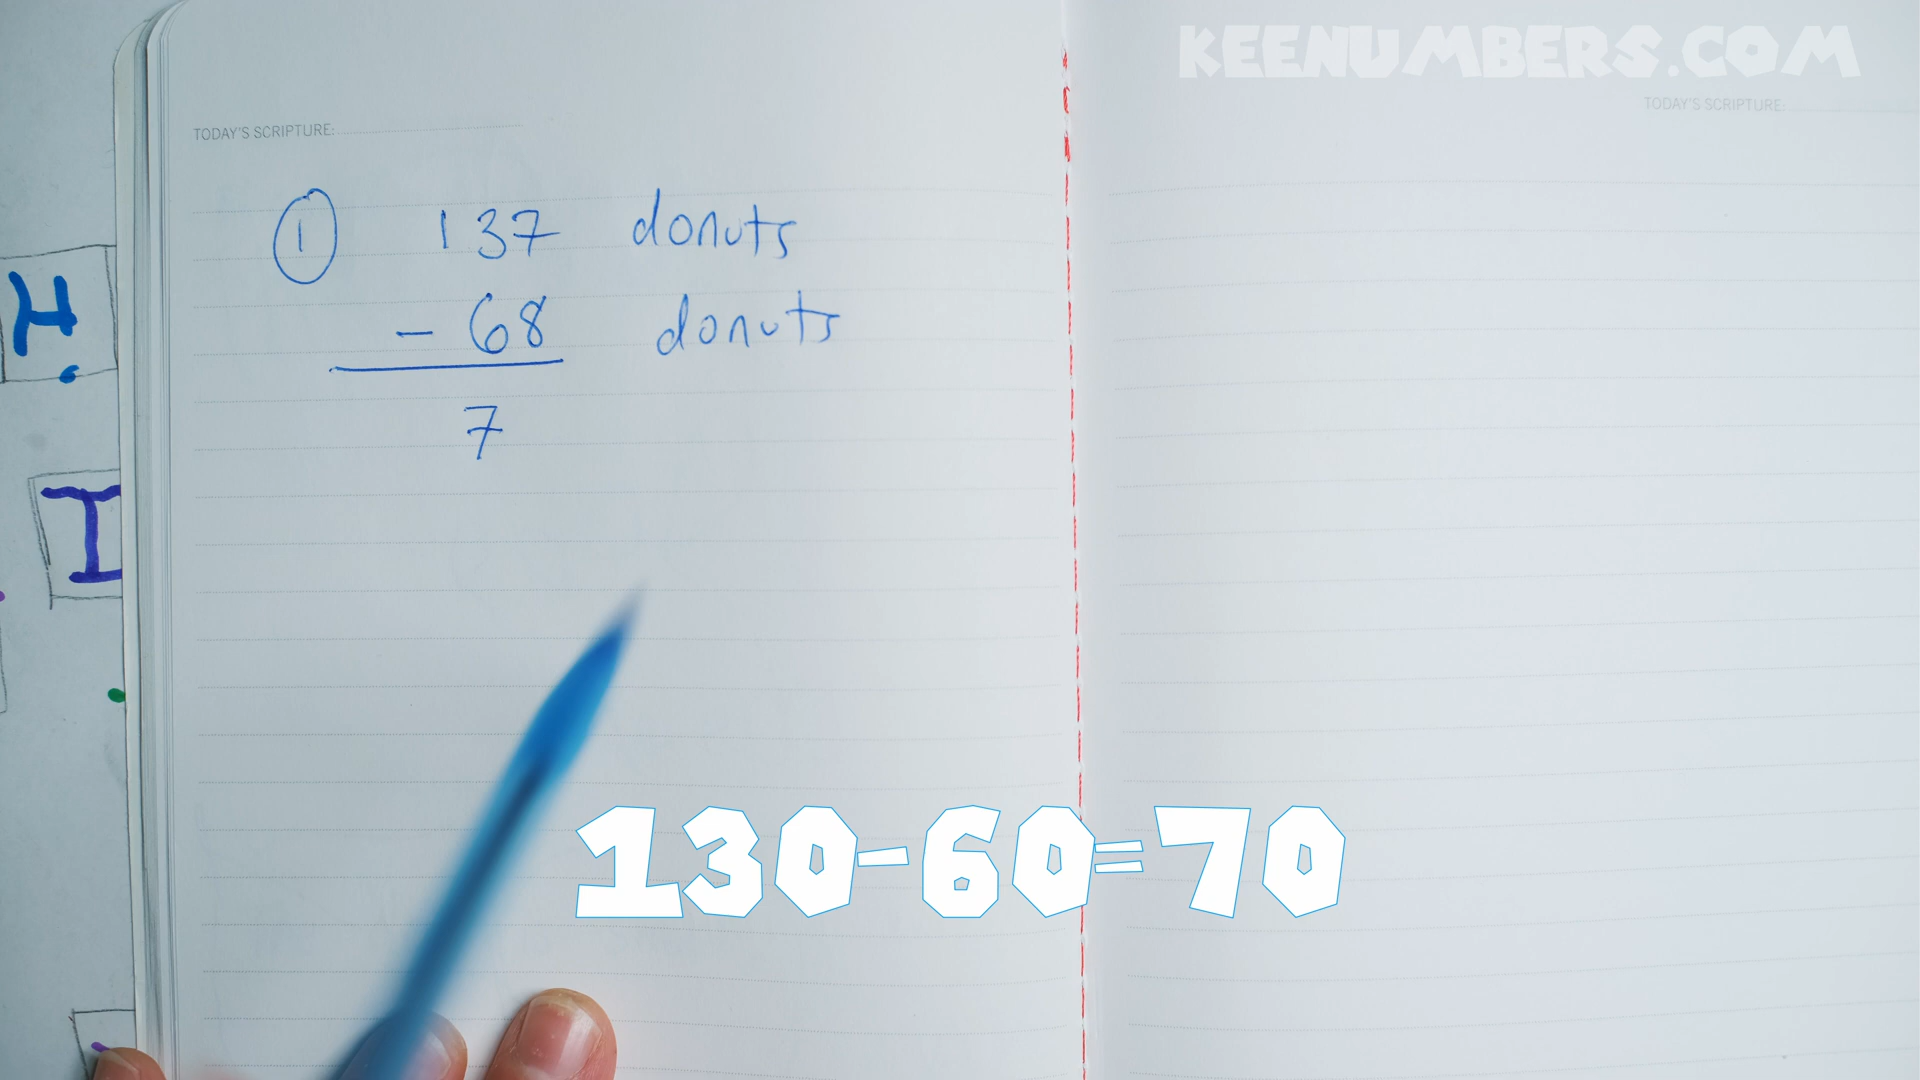 KEENUMBERS.COM
TODAY'S SCRIPTURE:
TODAY'S SCRIPTURE:
1 137 donuts
- 68 donuts
7
I
130-60=70